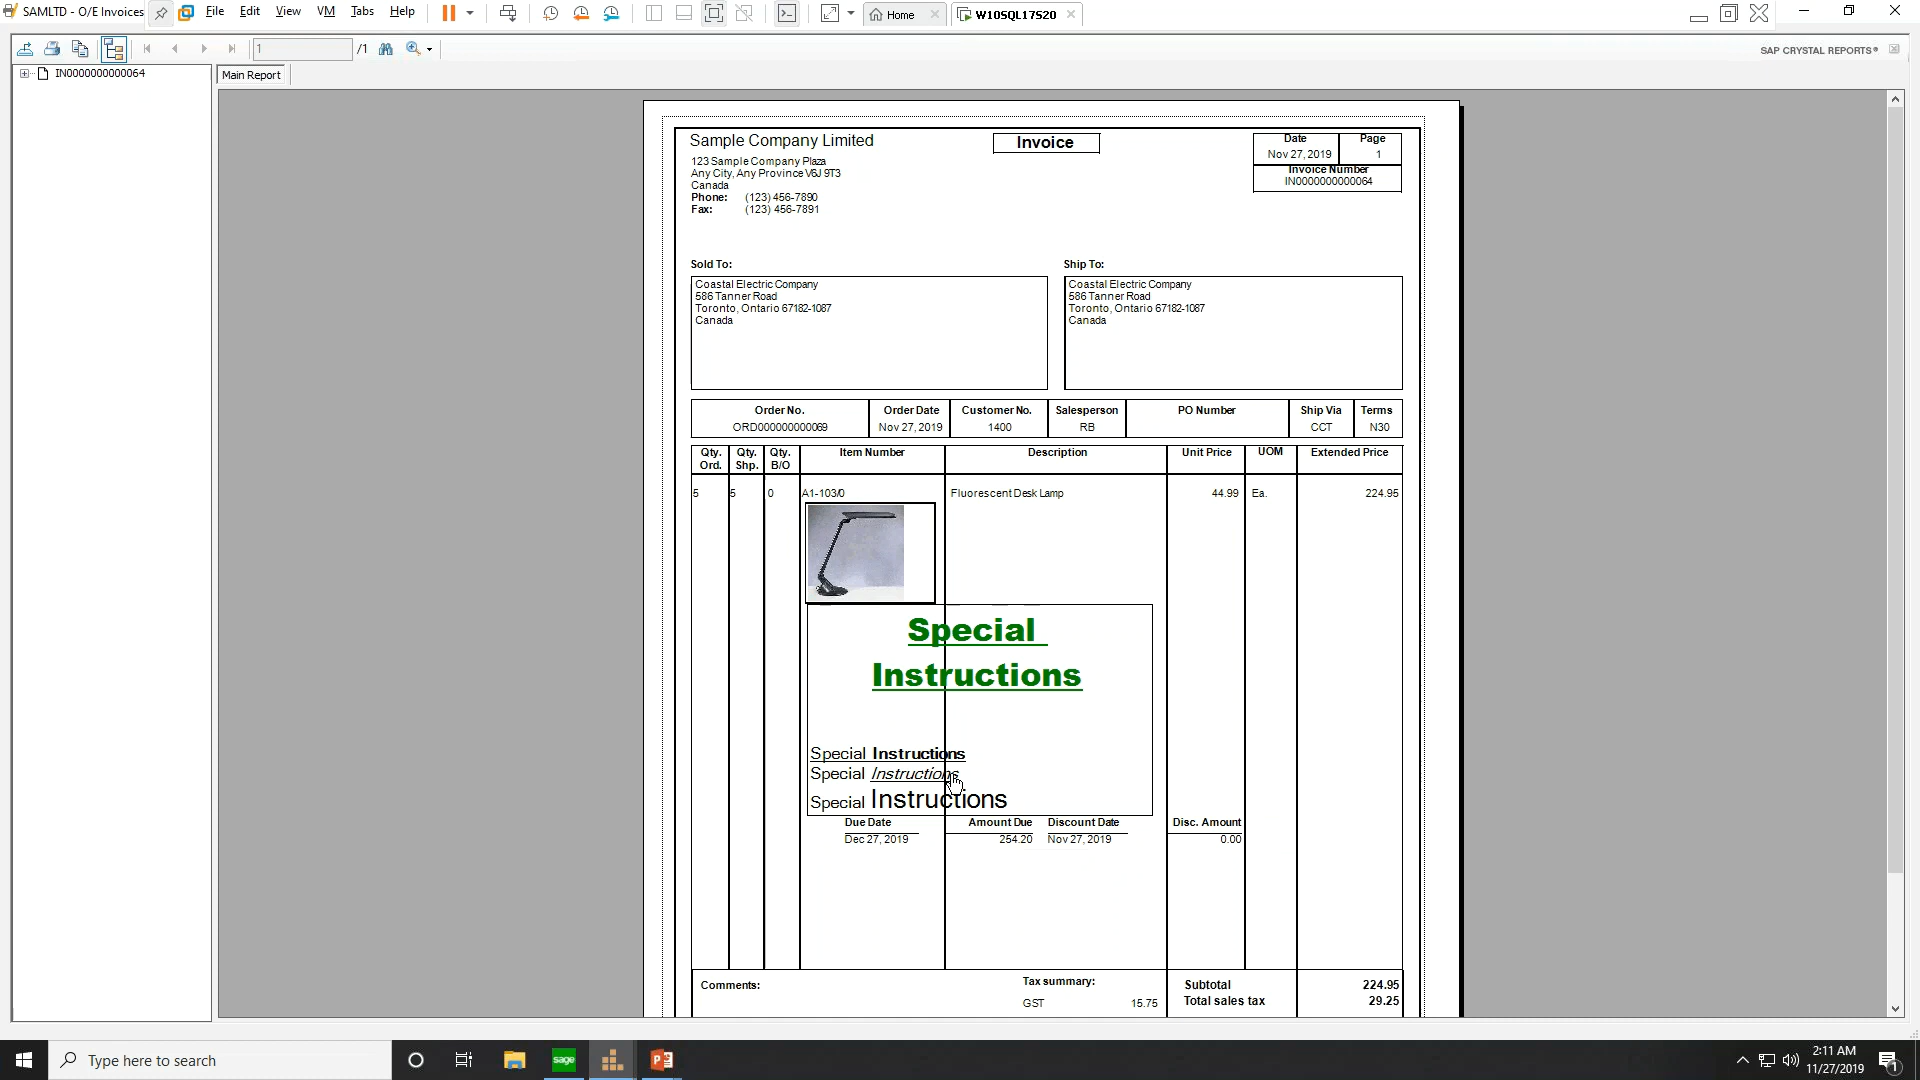 SAMLTD - O/E Invoices File Edit View VM Tabs Help Home W10SQL17S20
1 /1 SAP CRYSTAL REPORTS®
IN0000000000064
Main Report
Sample Company Limited
123 Sample Company Plaza
Any City, Any Province V6J 9T3
Canada
Phone: (123) 456-7890
Fax: (123) 456-7891
Invoice
Date Page
Nov 27, 2019 1
Invoice Number
IN0000000000064
Sold To:
Coastal Electric Company
586 Tanner Road
Toronto, Ontario 67182-1087
Canada
Ship To:
Coastal Electric Company
586 Tanner Road
Toronto, Ontario 67182-1087
Canada
Order No. Order Date Customer No. Salesperson PO Number Ship Via Terms
ORD000000000069 Nov 27, 2019 1400 RB CCT N30
Qty. Ord. Qty. Shp. Qty. B/O Item Number Description Unit Price UOM Extended Price
5 5 0 A1-103/0 Fluorescent Desk Lamp 44.99 Ea. 224.95
Special
Instructions
Special Instructions
Special Instructions
Special Instructions
Due Date Amount Due Discount Date Disc. Amount
Dec 27, 2019 254.20 Nov 27, 2019 0.00
Comments: Tax summary: Subtotal 224.95
GST 15.75 Total sales tax 29.25
Type here to search sage P 2:11 AM
11/27/2019 1